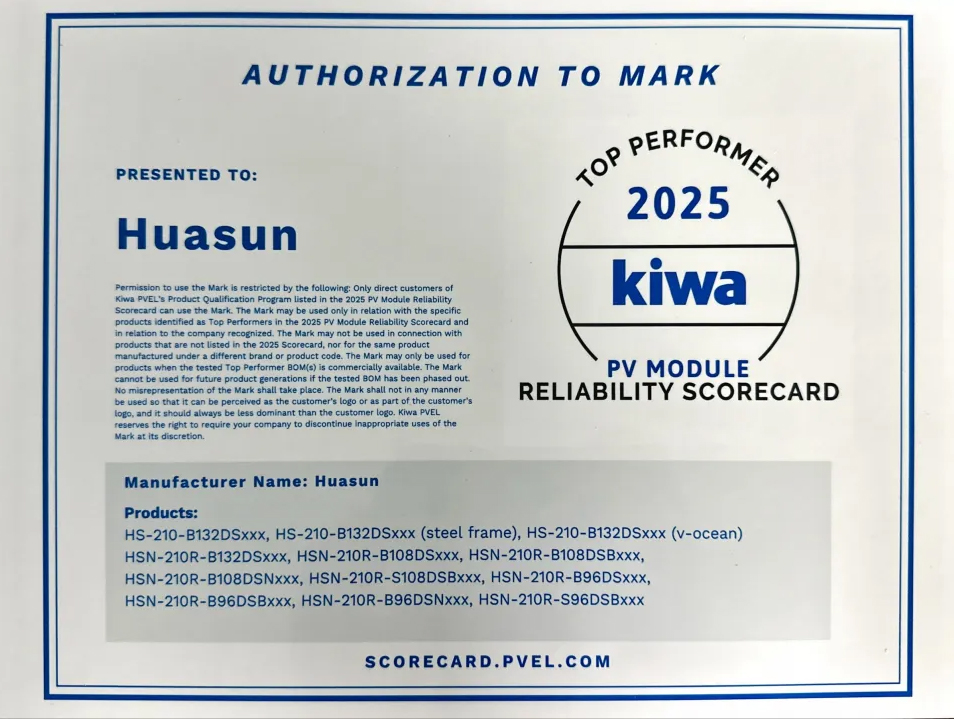 AUTHORIZATION TO MARK
PRESENTED TO:
Huasun
Permission to use the Mark is restricted by the following: Only direct customers of
Kiwa PVEL's Product Qualification Program listed in the 2025 PV Module Reliability
Scorecard can use the Mark. The Mark may be used only in relation with the specific
products identified as Top Performers in the 2025 PV Module Reliability Scorecard and
in relation to the company recognized. The Mark may not be used in connection with
products that are not listed in the 2025 Scorecard, nor for the same product
manufactured under a different brand or product code. The Mark may only be used for
products when the tested Top Performer BOM(s) is commercially available. The Mark
cannot be used for future product generations if the tested BOM has been phased out.
No misrepresentation of the Mark shall take place. The Mark shall not in any manner
be used so that it can be perceived as the customer's logo or as part of the customer's
logo, and it should always be less dominant than the customer logo. Kiwa PVEL
reserves the right to require your company to discontinue inappropriate uses of the
Mark at its discretion.
TOP PERFORMER
2025
kiwa
PV MODULE
RELIABILITY SCORECARD
Manufacturer Name: Huasun
Products:
HS-210-B132DSxxx, HS-210-B132DSxxx (steel frame), HS-210-B132DSxxx (v-ocean)
HSN-210R-B132DSxxx, HSN-210R-B108DSxxx, HSN-210R-B108DSBxxx,
HSN-210R-B108DSNxxx, HSN-210R-S108DSBxxx, HSN-210R-B96DSxxx,
HSN-210R-B96DSBxxx, HSN-210R-B96DSNxxx, HSN-210R-S96DSBxxx
SCORECARD.PVEL.COM